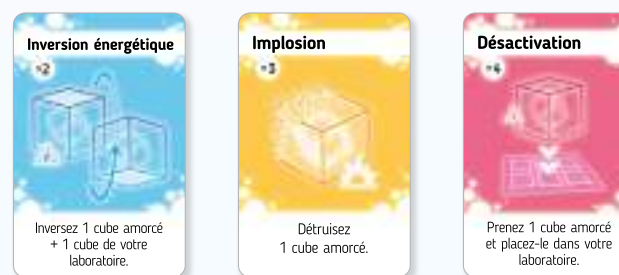 Inversion énergétique
+2
Inversez 1 cube amorcé
+ 1 cube de votre
laboratoire.
Implosion
+3
Détruisez
1 cube amorcé.
Désactivation
+4
Prenez 1 cube amorcé
et placez-le dans votre
laboratoire.